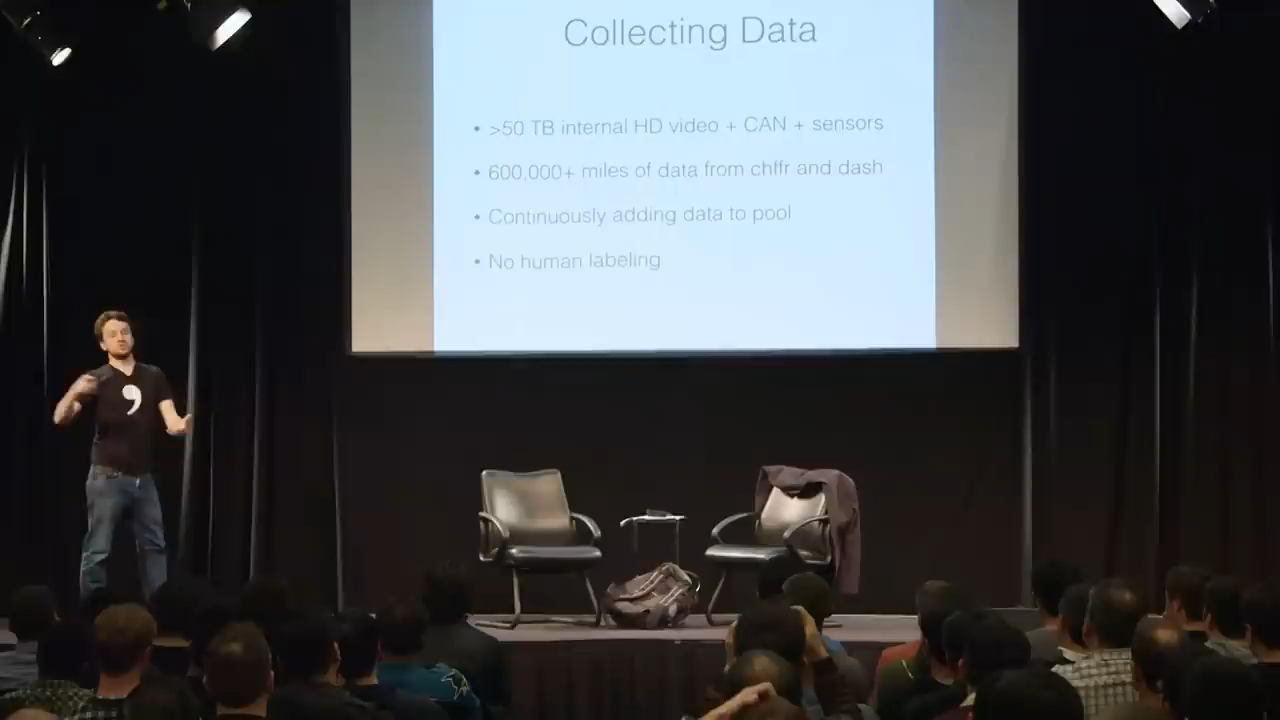 Collecting Data
• >50 TB internal HD video + CAN + sensors
• 600,000+ miles of data from chffr and dash
• Continuously adding data to pool
• No human labeling